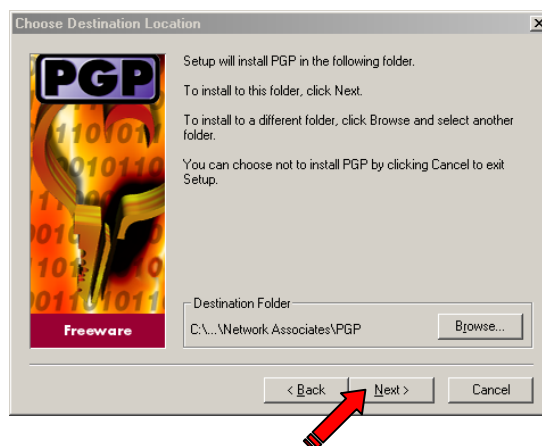 Choose Destination Location
PGP
Setup will install PGP in the following folder.
To install to this folder, click Next.
To install to a different folder, click Browse and select another
folder.
You can choose not to install PGP by clicking Cancel to exit
Setup.
Freeware
Destination Folder
C:\...\Network Associates\PGP
Browse...
< Back
Next >
Cancel